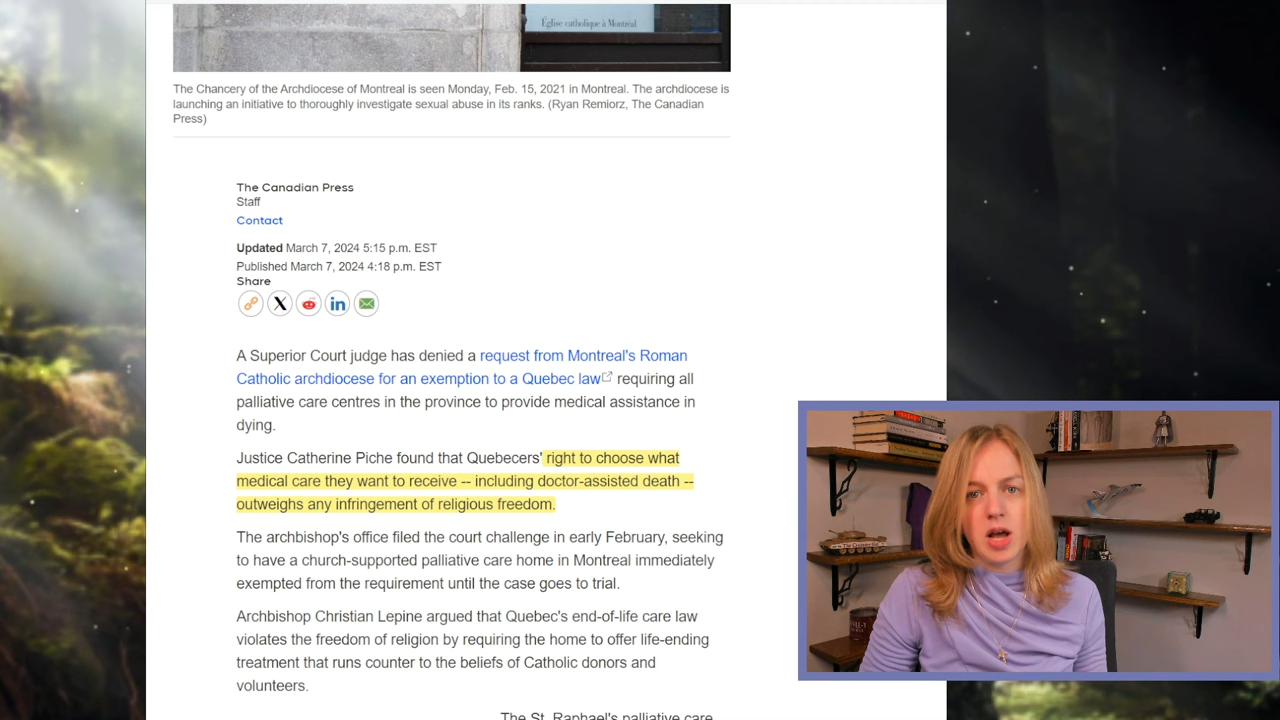 Église catholique à Montréal
The Chancery of the Archdiocese of Montreal is seen Monday, Feb. 15, 2021 in Montreal. The archdiocese is
launching an initiative to thoroughly investigate sexual abuse in its ranks. (Ryan Remiorz, The Canadian
Press)
The Canadian Press
Staff
Contact
Updated March 7, 2024 5:15 p.m. EST
Published March 7, 2024 4:18 p.m. EST
Share
A Superior Court judge has denied a request from Montreal's Roman
Catholic archdiocese for an exemption to a Quebec law requiring all
palliative care centres in the province to provide medical assistance in
dying.
Justice Catherine Piche found that Quebecers' right to choose what
medical care they want to receive -- including doctor-assisted death --
outweighs any infringement of religious freedom.
The archbishop's office filed the court challenge in early February, seeking
to have a church-supported palliative care home in Montreal immediately
exempted from the requirement until the case goes to trial.
Archbishop Christian Lepine argued that Quebec's end-of-life care law
violates the freedom of religion by requiring the home to offer life-ending
treatment that runs counter to the beliefs of Catholic donors and
volunteers.
The St. Raphael's palliative care